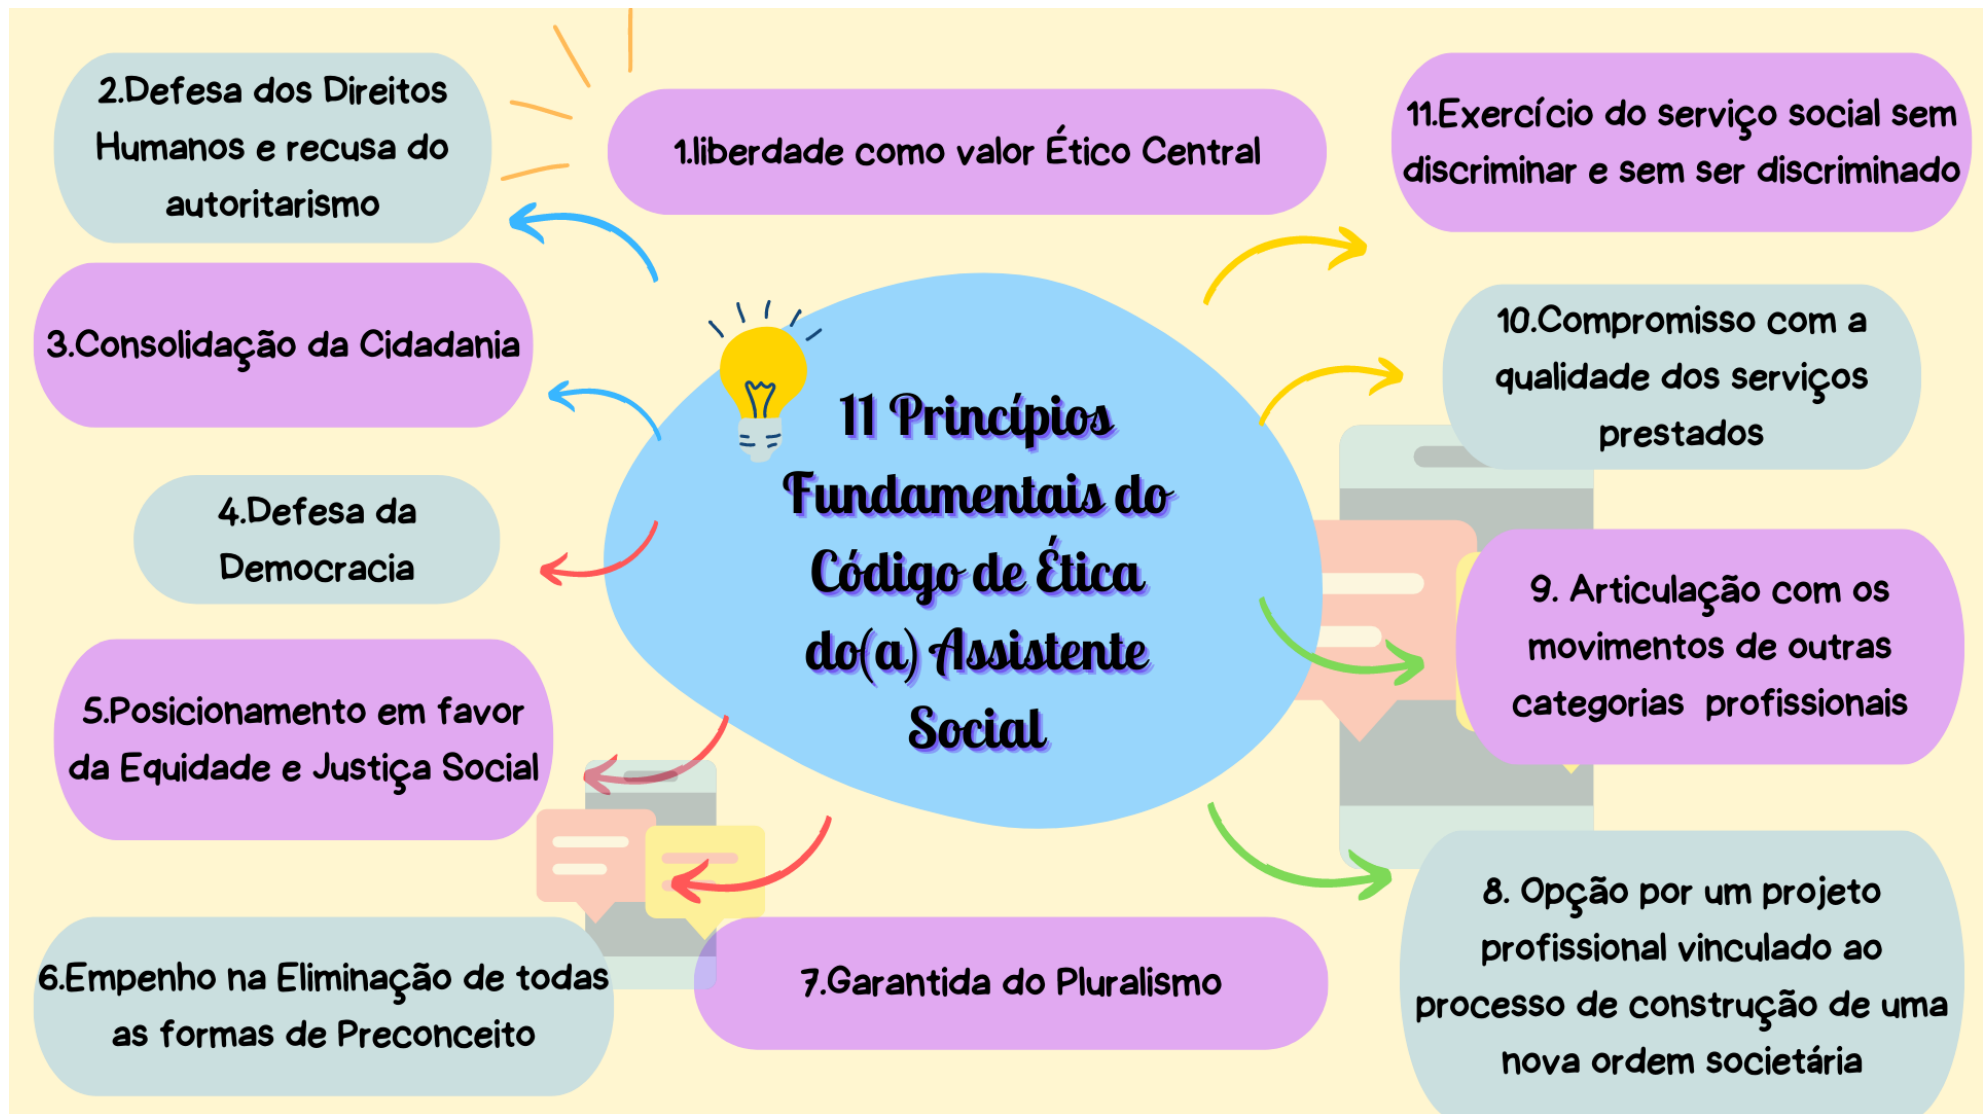 11 Princípios
Fundamentais do
Código de Ética
do(a) Assistente
Social
1.liberdade como valor Ético Central
2.Defesa dos Direitos
Humanos e recusa do
autoritarismo
3.Consolidação da Cidadania
4.Defesa da
Democracia
5.Posicionamento em favor
da Equidade e Justiça Social
6.Empenho na Eliminação de todas
as formas de Preconceito
7.Garantida do Pluralismo
8. Opção por um projeto
profissional vinculado ao
processo de construção de uma
nova ordem societária
9. Articulação com os
movimentos de outras
categorias  profissionais
10.Compromisso com a
qualidade dos serviços
prestados
11.Exercício do serviço social sem
discriminar e sem ser discriminado